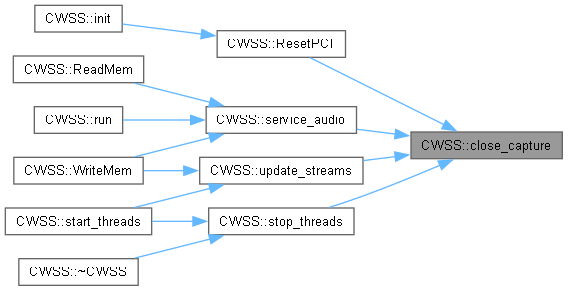 CWSS::init
CWSS::ResetPCI
CWSS::ReadMem
CWSS::run
CWSS::service_audio
CWSS::close_capture
CWSS::WriteMem
CWSS::update_streams
CWSS::start_threads
CWSS::stop_threads
CWSS::~CWSS